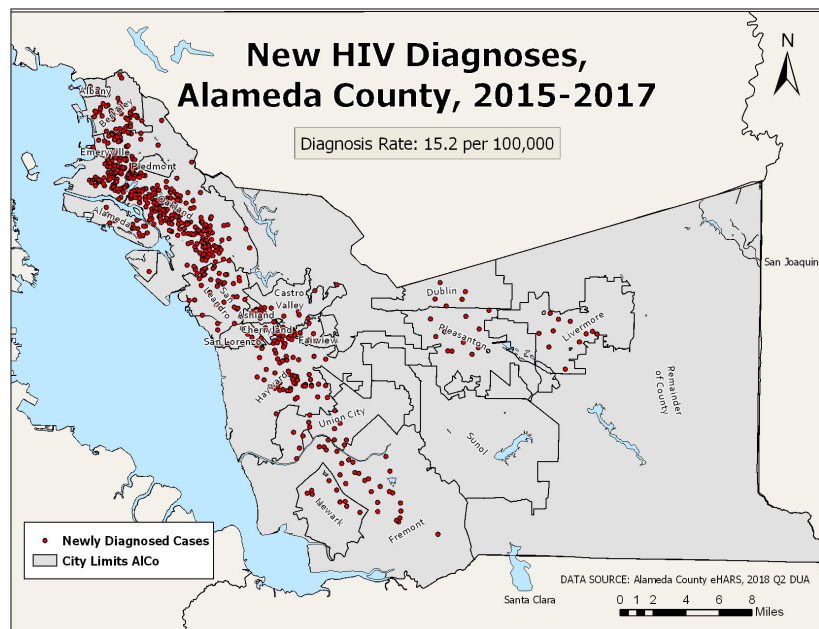 New HIV Diagnoses,
Alameda County, 2015-2017
N
Diagnosis Rate: 15.2 per 100,000
Albany
Berkeley
Emeryville
Piedmont
Oakland
Alameda
San Joaquin
San
Leandro
Castro
Valley
Dublin
Ashland
Cherryland
San Lorenzo
Fairview
Pleasanton
Livermore
Hayward
Remainder
of County
Union City
Sunol
Newark
Fremont
Newly Diagnosed Cases
City Limits AlCo
DATA SOURCE: Alameda County eHARS, 2018 Q2 DUA
Santa Clara
0 1 2 4 6 8
Miles